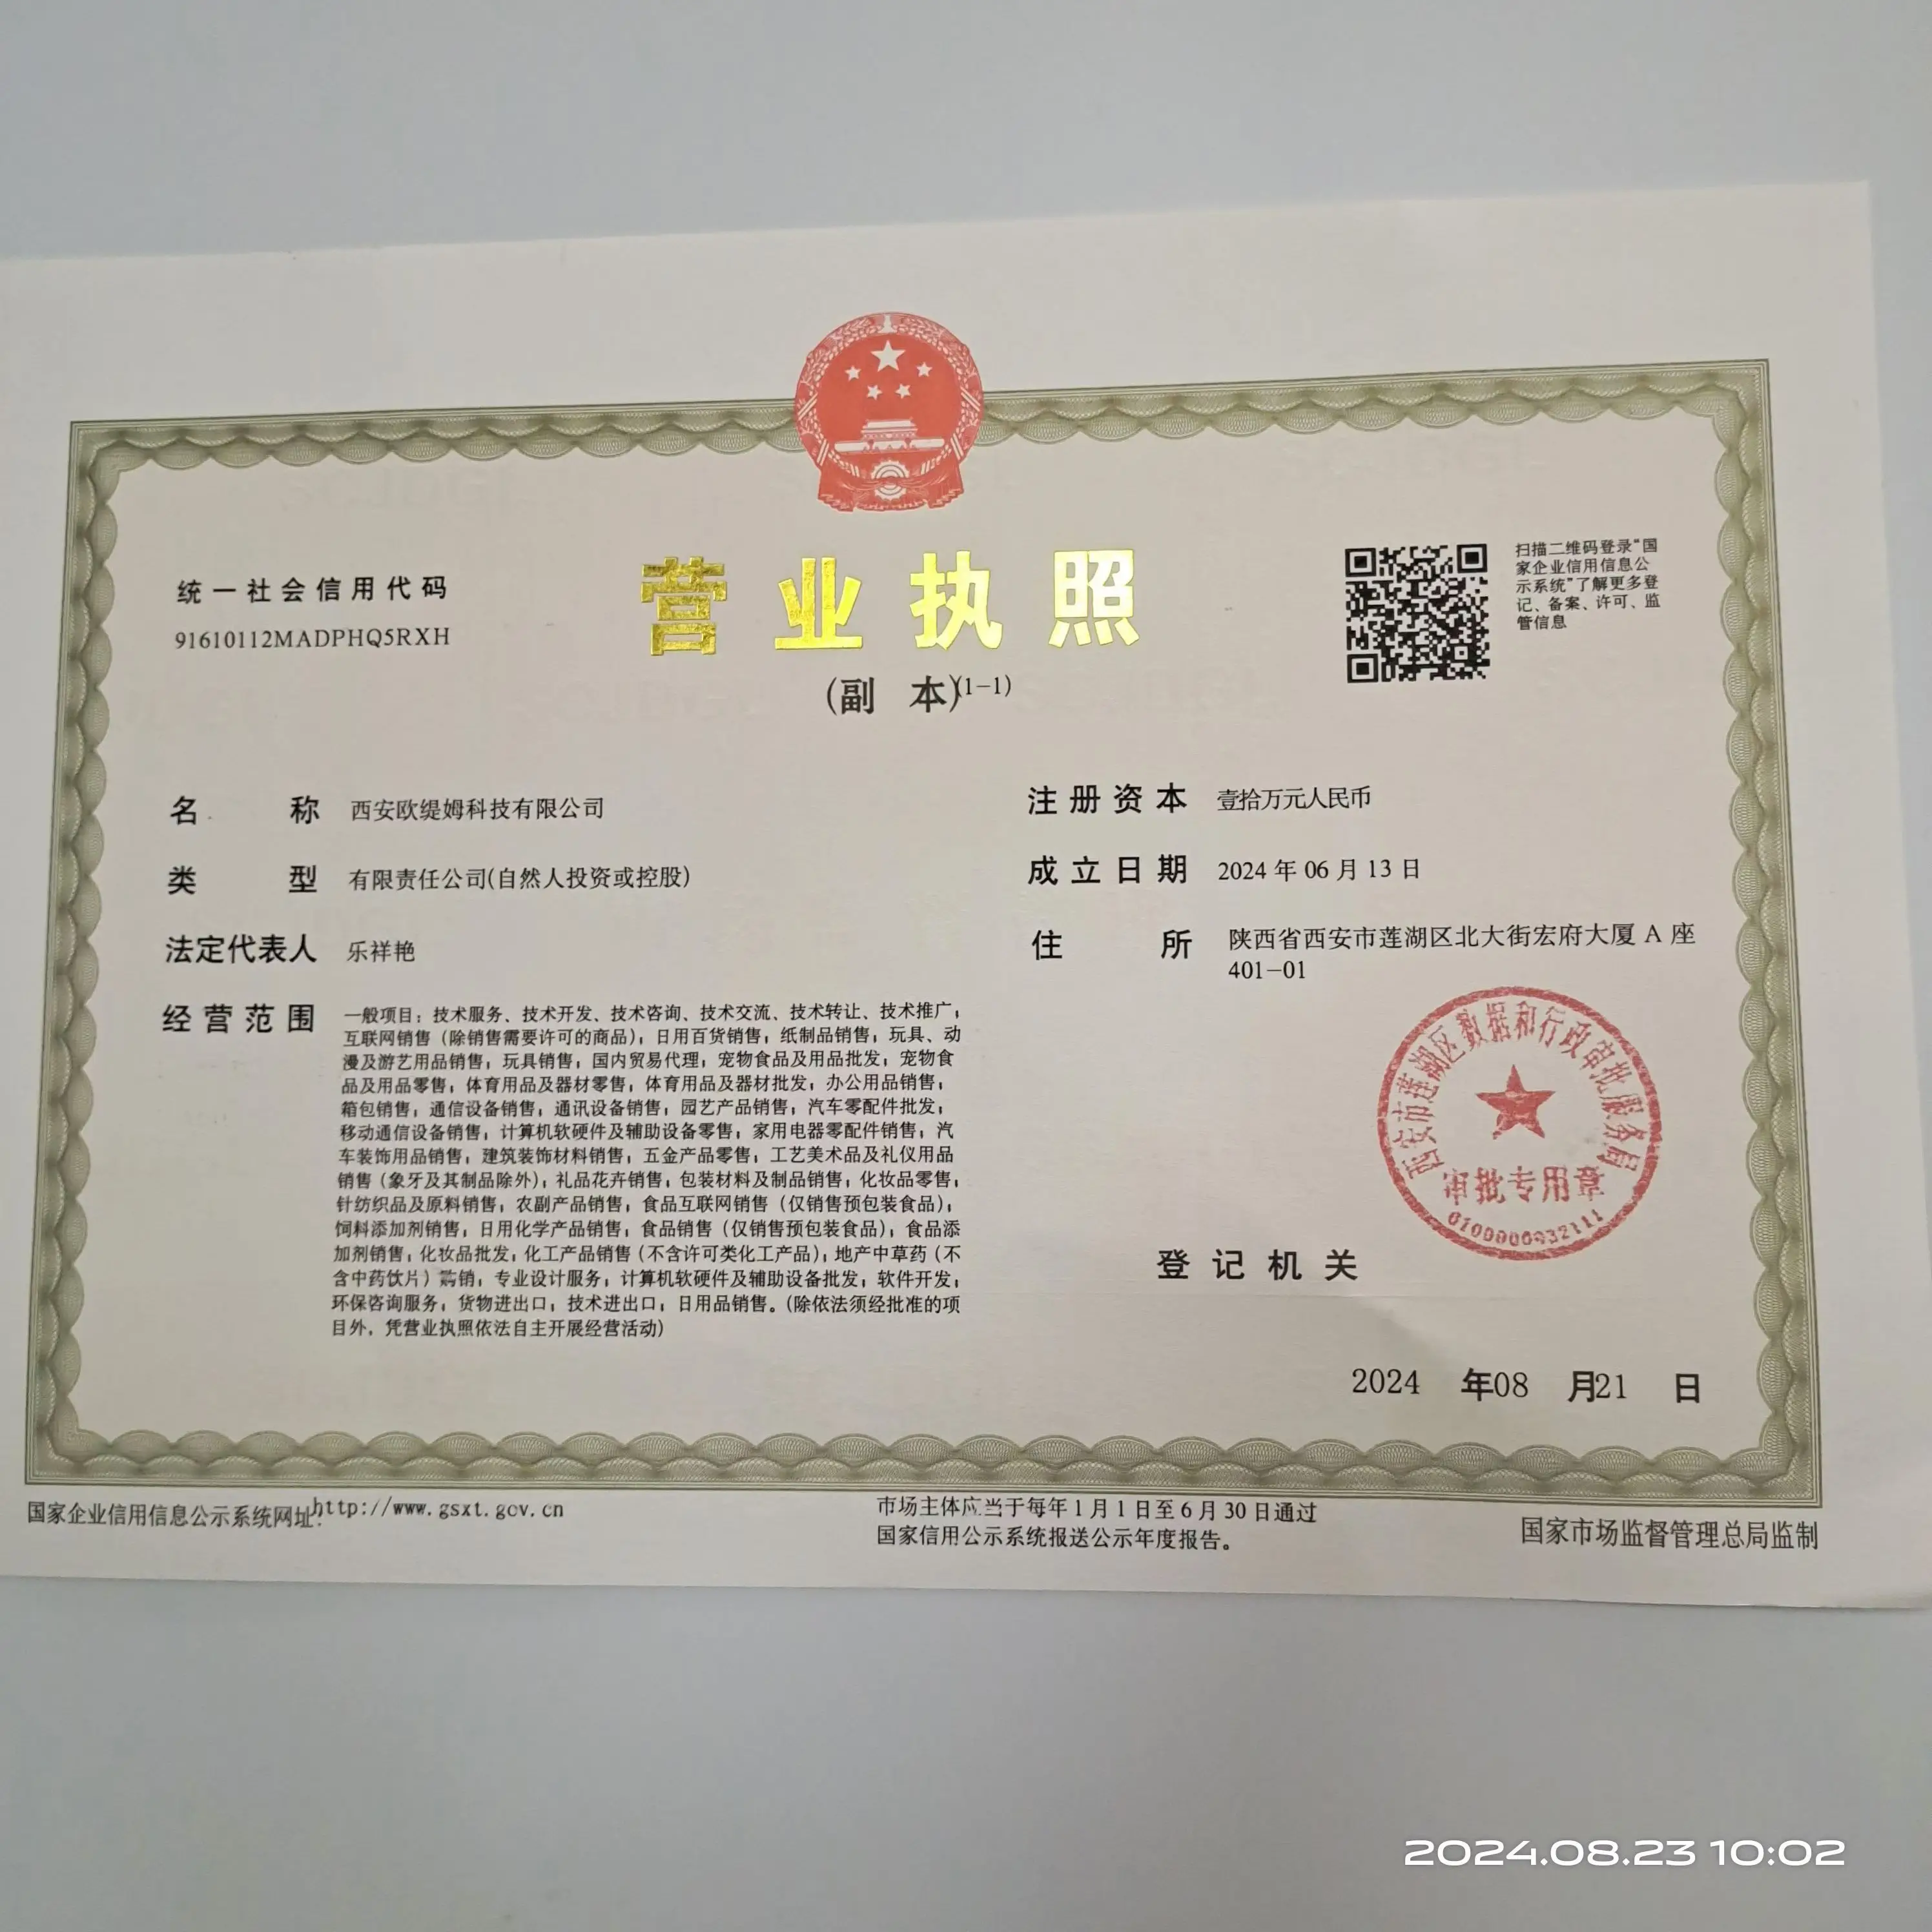 统一社会信用代码
91610112MADPHQ5RXH
营业执照
(副 本)(1-1)
扫描二维码登录“国
家企业信用信息公
示系统”了解更多登
记、备案、许可、监
管信息
名 称 西安欧缇姆科技有限公司
类 型 有限责任公司(自然人投资或控股)
法定代表人 乐祥艳
经营范围 一般项目：技术服务、技术开发、技术咨询、技术交流、技术转让、技术推广；
互联网销售（除销售需要许可的商品）；日用百货销售；纸制品销售；玩具、动
漫及游艺用品销售；玩具销售；国内贸易代理；宠物食品及用品批发；宠物食
品及用品零售；体育用品及器材零售；体育用品及器材批发；办公用品销售；
箱包销售；通信设备销售；通讯设备销售；园艺产品销售；汽车零配件批发；
移动通信设备销售；计算机软硬件及辅助设备零售；家用电器零配件销售；汽
车装饰用品销售；建筑装饰材料销售；五金产品零售；工艺美术品及礼仪用品
销售（象牙及其制品除外）；礼品花卉销售；包装材料及制品销售；化妆品零售；
针纺织品及原料销售；农副产品销售；食品互联网销售（仅销售预包装食品）；
饲料添加剂销售；日用化学产品销售；食品销售（仅销售预包装食品）；食品添
加剂销售；化妆品批发；化工产品销售（不含许可类化工产品）；地产中草药（不
含中药饮片）购销；专业设计服务；计算机软硬件及辅助设备批发；软件开发；
环保咨询服务；货物进出口；技术进出口；日用品销售。（除依法须经批准的项
目外，凭营业执照依法自主开展经营活动）
注册资本 壹拾万元人民币
成立日期 2024 年 06 月 13 日
住 所 陕西省西安市莲湖区北大街宏府大厦 A 座
401-01
西安市莲湖区数据和行政审批服务局
审批专用章
6100000032111
登记机关
2024 年08 月21 日
国家企业信用信息公示系统网址：http://www.gsxt.gov.cn
市场主体应当于每年1月1日至6月30日通过
国家信用公示系统报送公示年度报告。
国家市场监督管理总局监制
2024.08.23 10:02